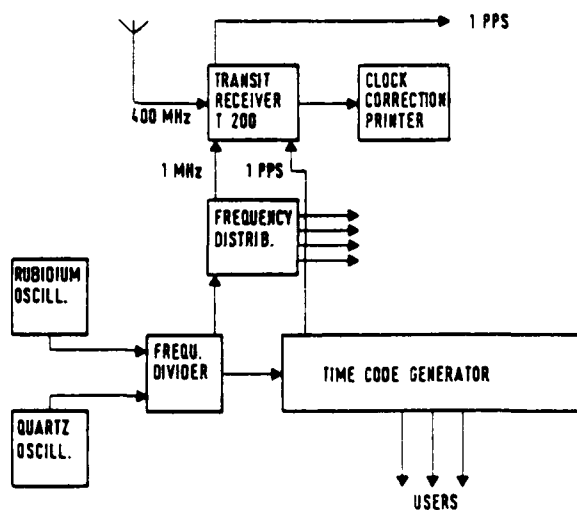 1 PPS
TRANSIT
RECEIVER
T 200
CLOCK
CORRECTION
PRINTER
400 MHz
1 MHz
1 PPS
FREQUENCY
DISTRIB.
RUBIDIUM
OSCILL.
FREQU.
DIVIDER
TIME CODE GENERATOR
QUARTZ
OSCILL.
USERS